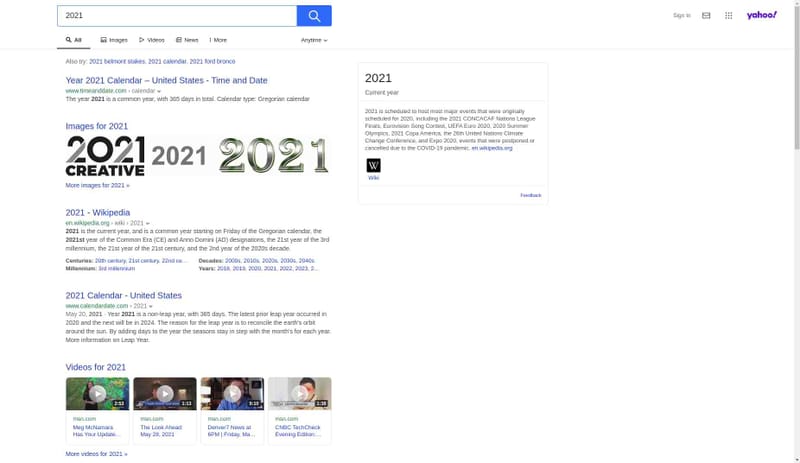 2021
Sign In
yahoo!
All
Images
Videos
News
More
Anytime
Also try: 2021 belmont stakes, 2021 calendar, 2021 ford bronco
Year 2021 Calendar – United States - Time and Date
www.timeanddate.com › calendar
The year 2021 is a common year, with 365 days in total. Calendar type: Gregorian calendar
Images for 2021
2021 CREATIVE
2021
2021
More images for 2021 »
2021 - Wikipedia
en.wikipedia.org › wiki › 2021
2021 is the current year, and is a common year starting on Friday of the Gregorian calendar, the
2021st year of the Common Era (CE) and Anno Domini (AD) designations, the 21st year of the 3rd
millennium, the 21st year of the 21st century, and the 2nd year of the 2020s decade.
Centuries: 20th century, 21st century, 22nd ce...
Decades: 2000s, 2010s, 2020s, 2030s, 2040s.
Millennium: 3rd millennium
Years: 2018, 2019, 2020, 2021, 2022, 2023, 2...
2021 Calendar - United States
www.calendardate.com › 2021
May 20, 2021 · Year 2021 is a non-leap year, with 365 days. The latest prior leap year occurred in
2020 and the next will be in 2024. The reason for the leap year is to reconcile the earth's orbit
around the sun. By adding days to the year the seasons stay in step with the month's for each year.
More information on Leap Year.
Videos for 2021
2:53
1:13
9:18
1:38
msn.com
Meg McNamara
Has Your Update...
msn.com
The Look Ahead
May 28, 2021
msn.com
Denver7 News at
6PM | Friday, Ma...
msn.com
CNBC TechCheck
Evening Edition:...
More videos for 2021 »
2021
Current year
2021 is scheduled to host most major events that were originally
scheduled for 2020, including the 2021 CONCACAF Nations League
Finals, Eurovision Song Contest, UEFA Euro 2020, 2020 Summer
Olympics, 2021 Copa America, the 26th United Nations Climate
Change Conference, and Expo 2020, events that were postponed or
cancelled due to the COVID-19 pandemic. en.wikipedia.org
W
Wiki
Feedback